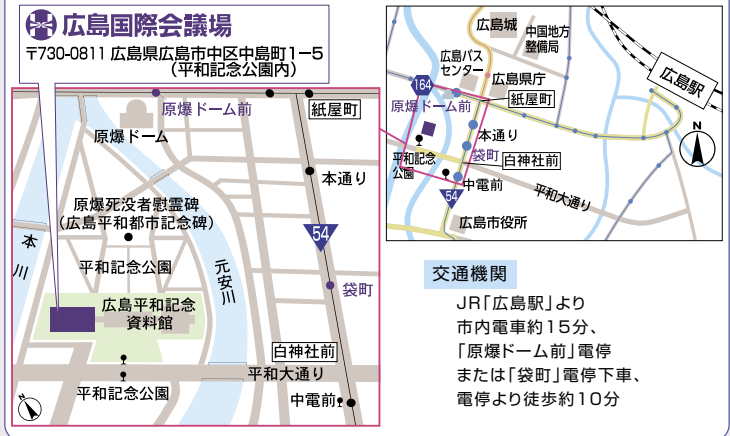 広島国際会議場
〒730-0811 広島県広島市中区中島町1−5
（平和記念公園内）
原爆ドーム前
紙屋町
原爆ドーム
本通り
原爆死没者慰霊碑
（広島平和都市記念碑）
54
本川
平和記念公園
元安川
袋町
広島平和記念
資料館
白神社前
平和大通り
平和記念公園
中電前
N
広島城
中国地方
整備局
広島バス
センター
広島県庁
広島駅
164
紙屋町
原爆ドーム前
本通り
N
袋町
白神社前
平和記念
公園
中電前
平和大通り
54
広島市役所
交通機関
JR「広島駅」より
市内電車約15分、
「原爆ドーム前」電停
または「袋町」電停下車、
電停より徒歩約10分